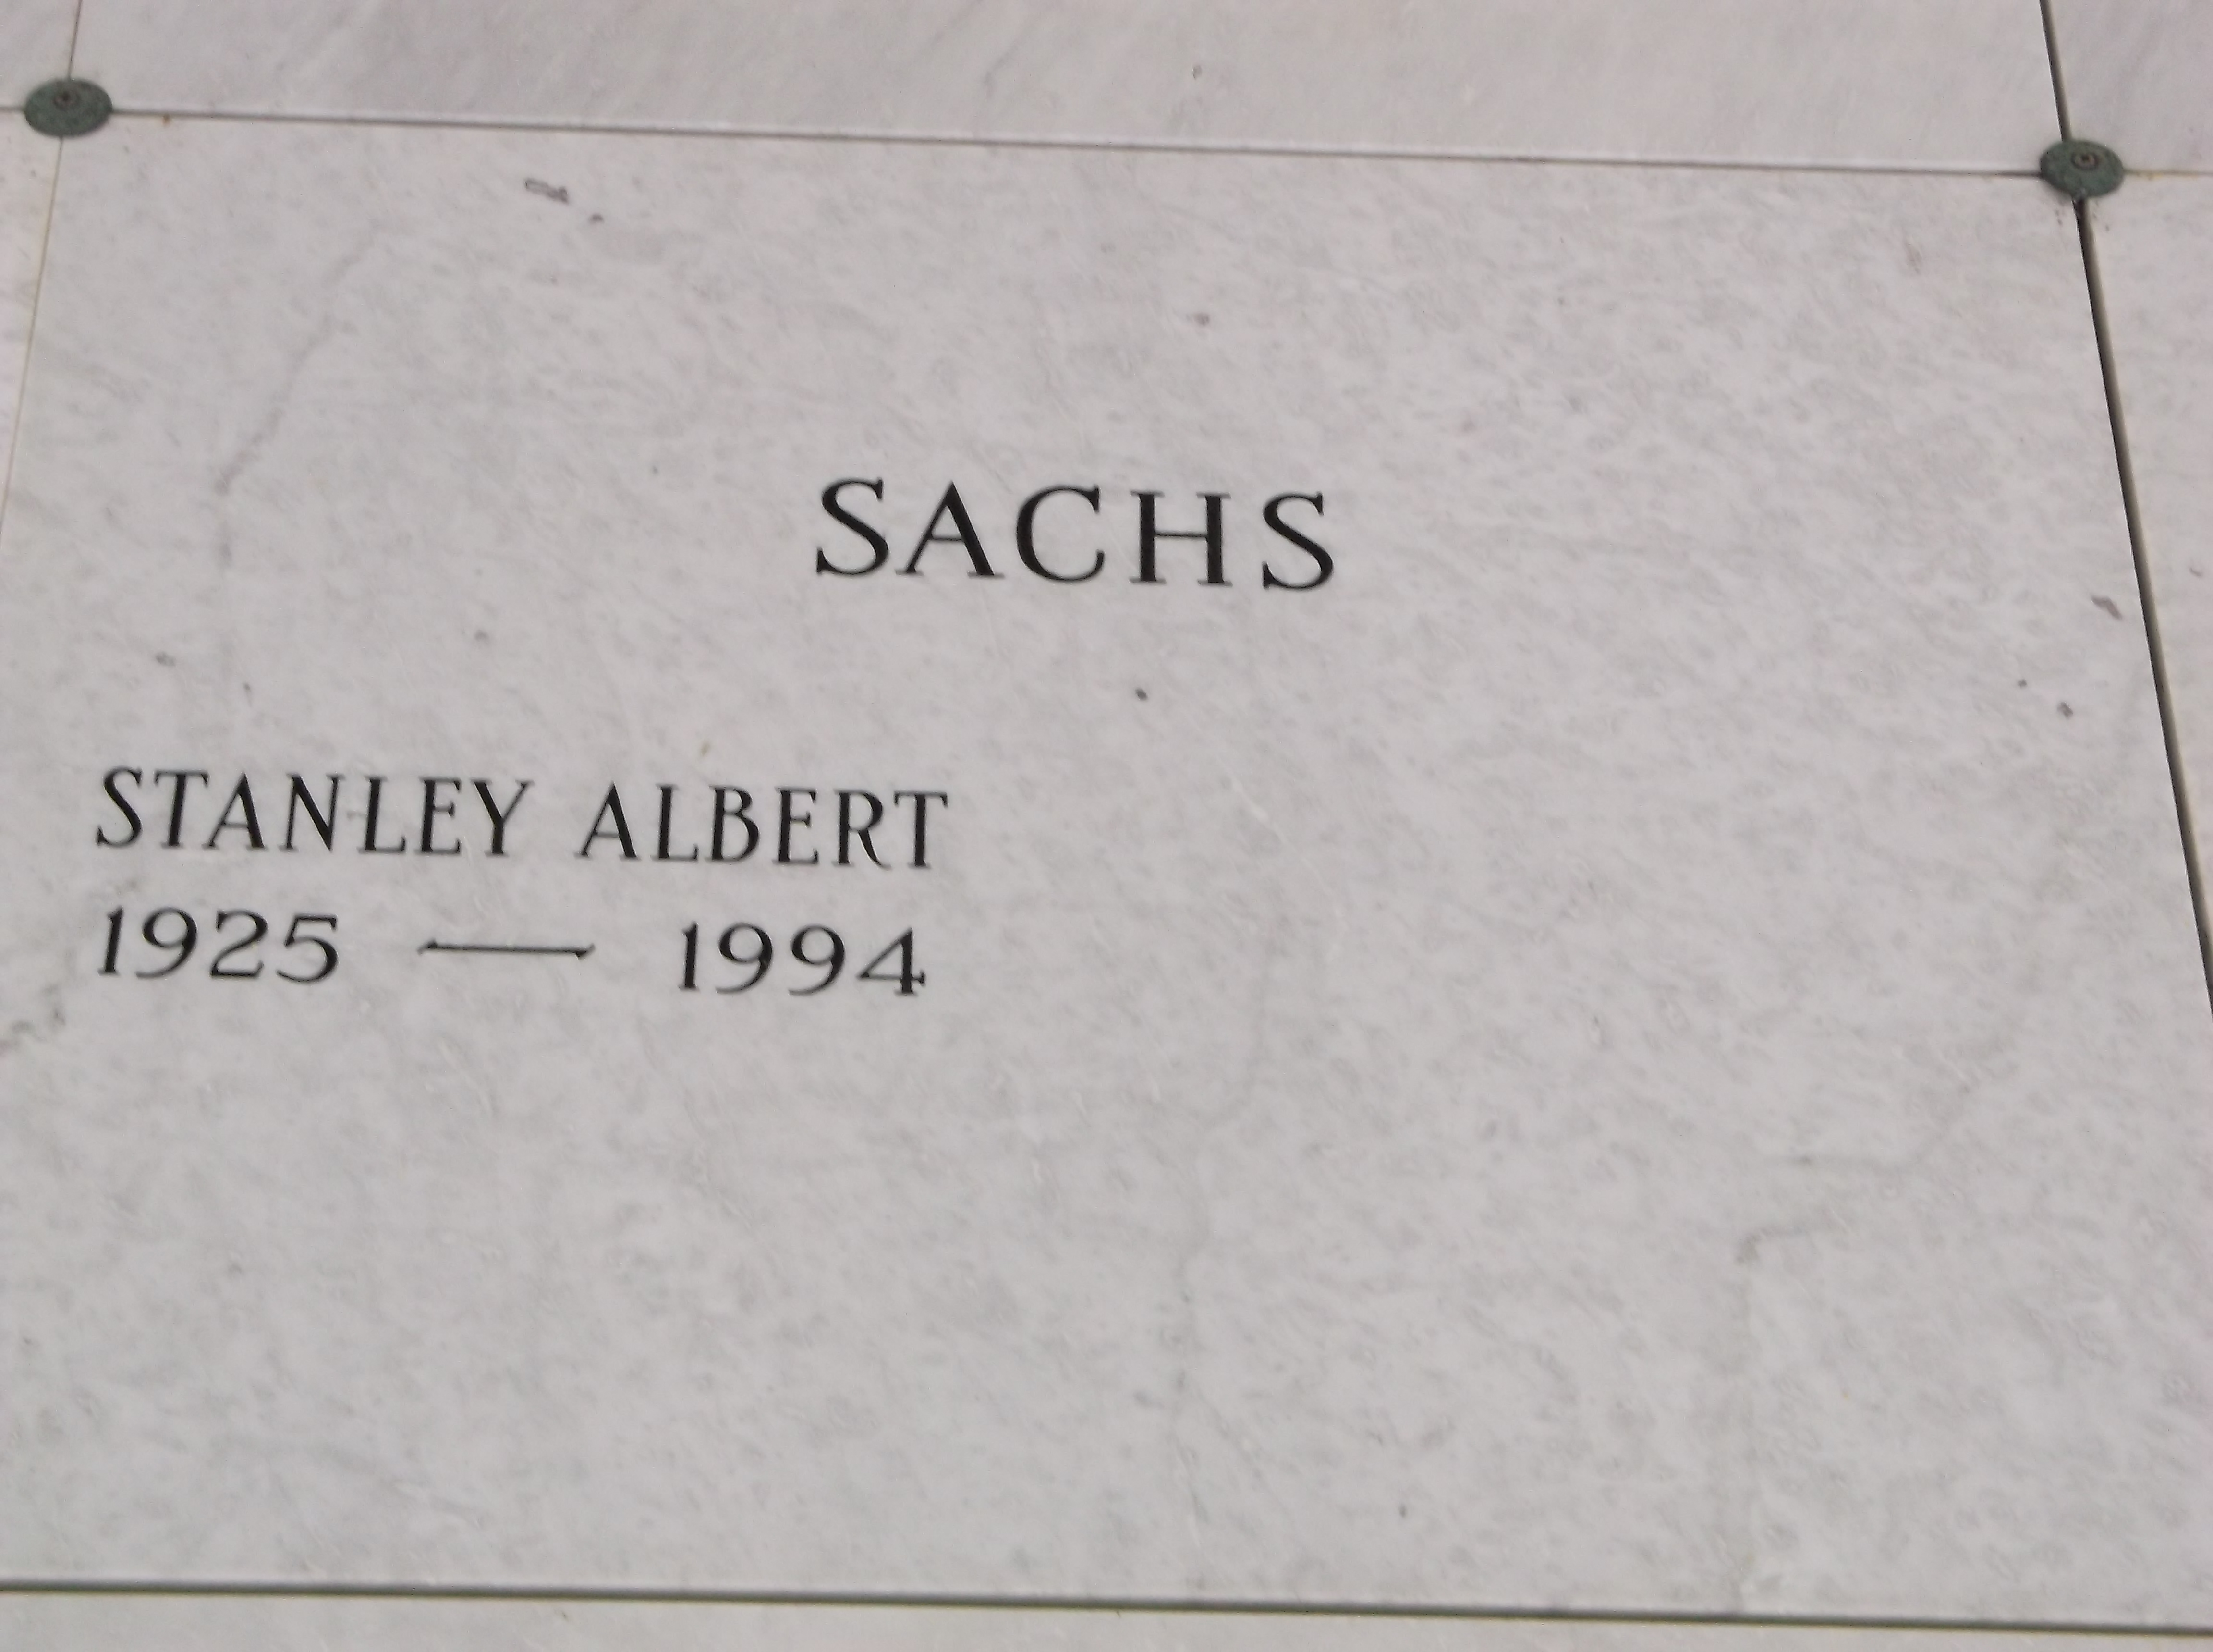 SACHS
STANLEY ALBERT
1925 — 1994